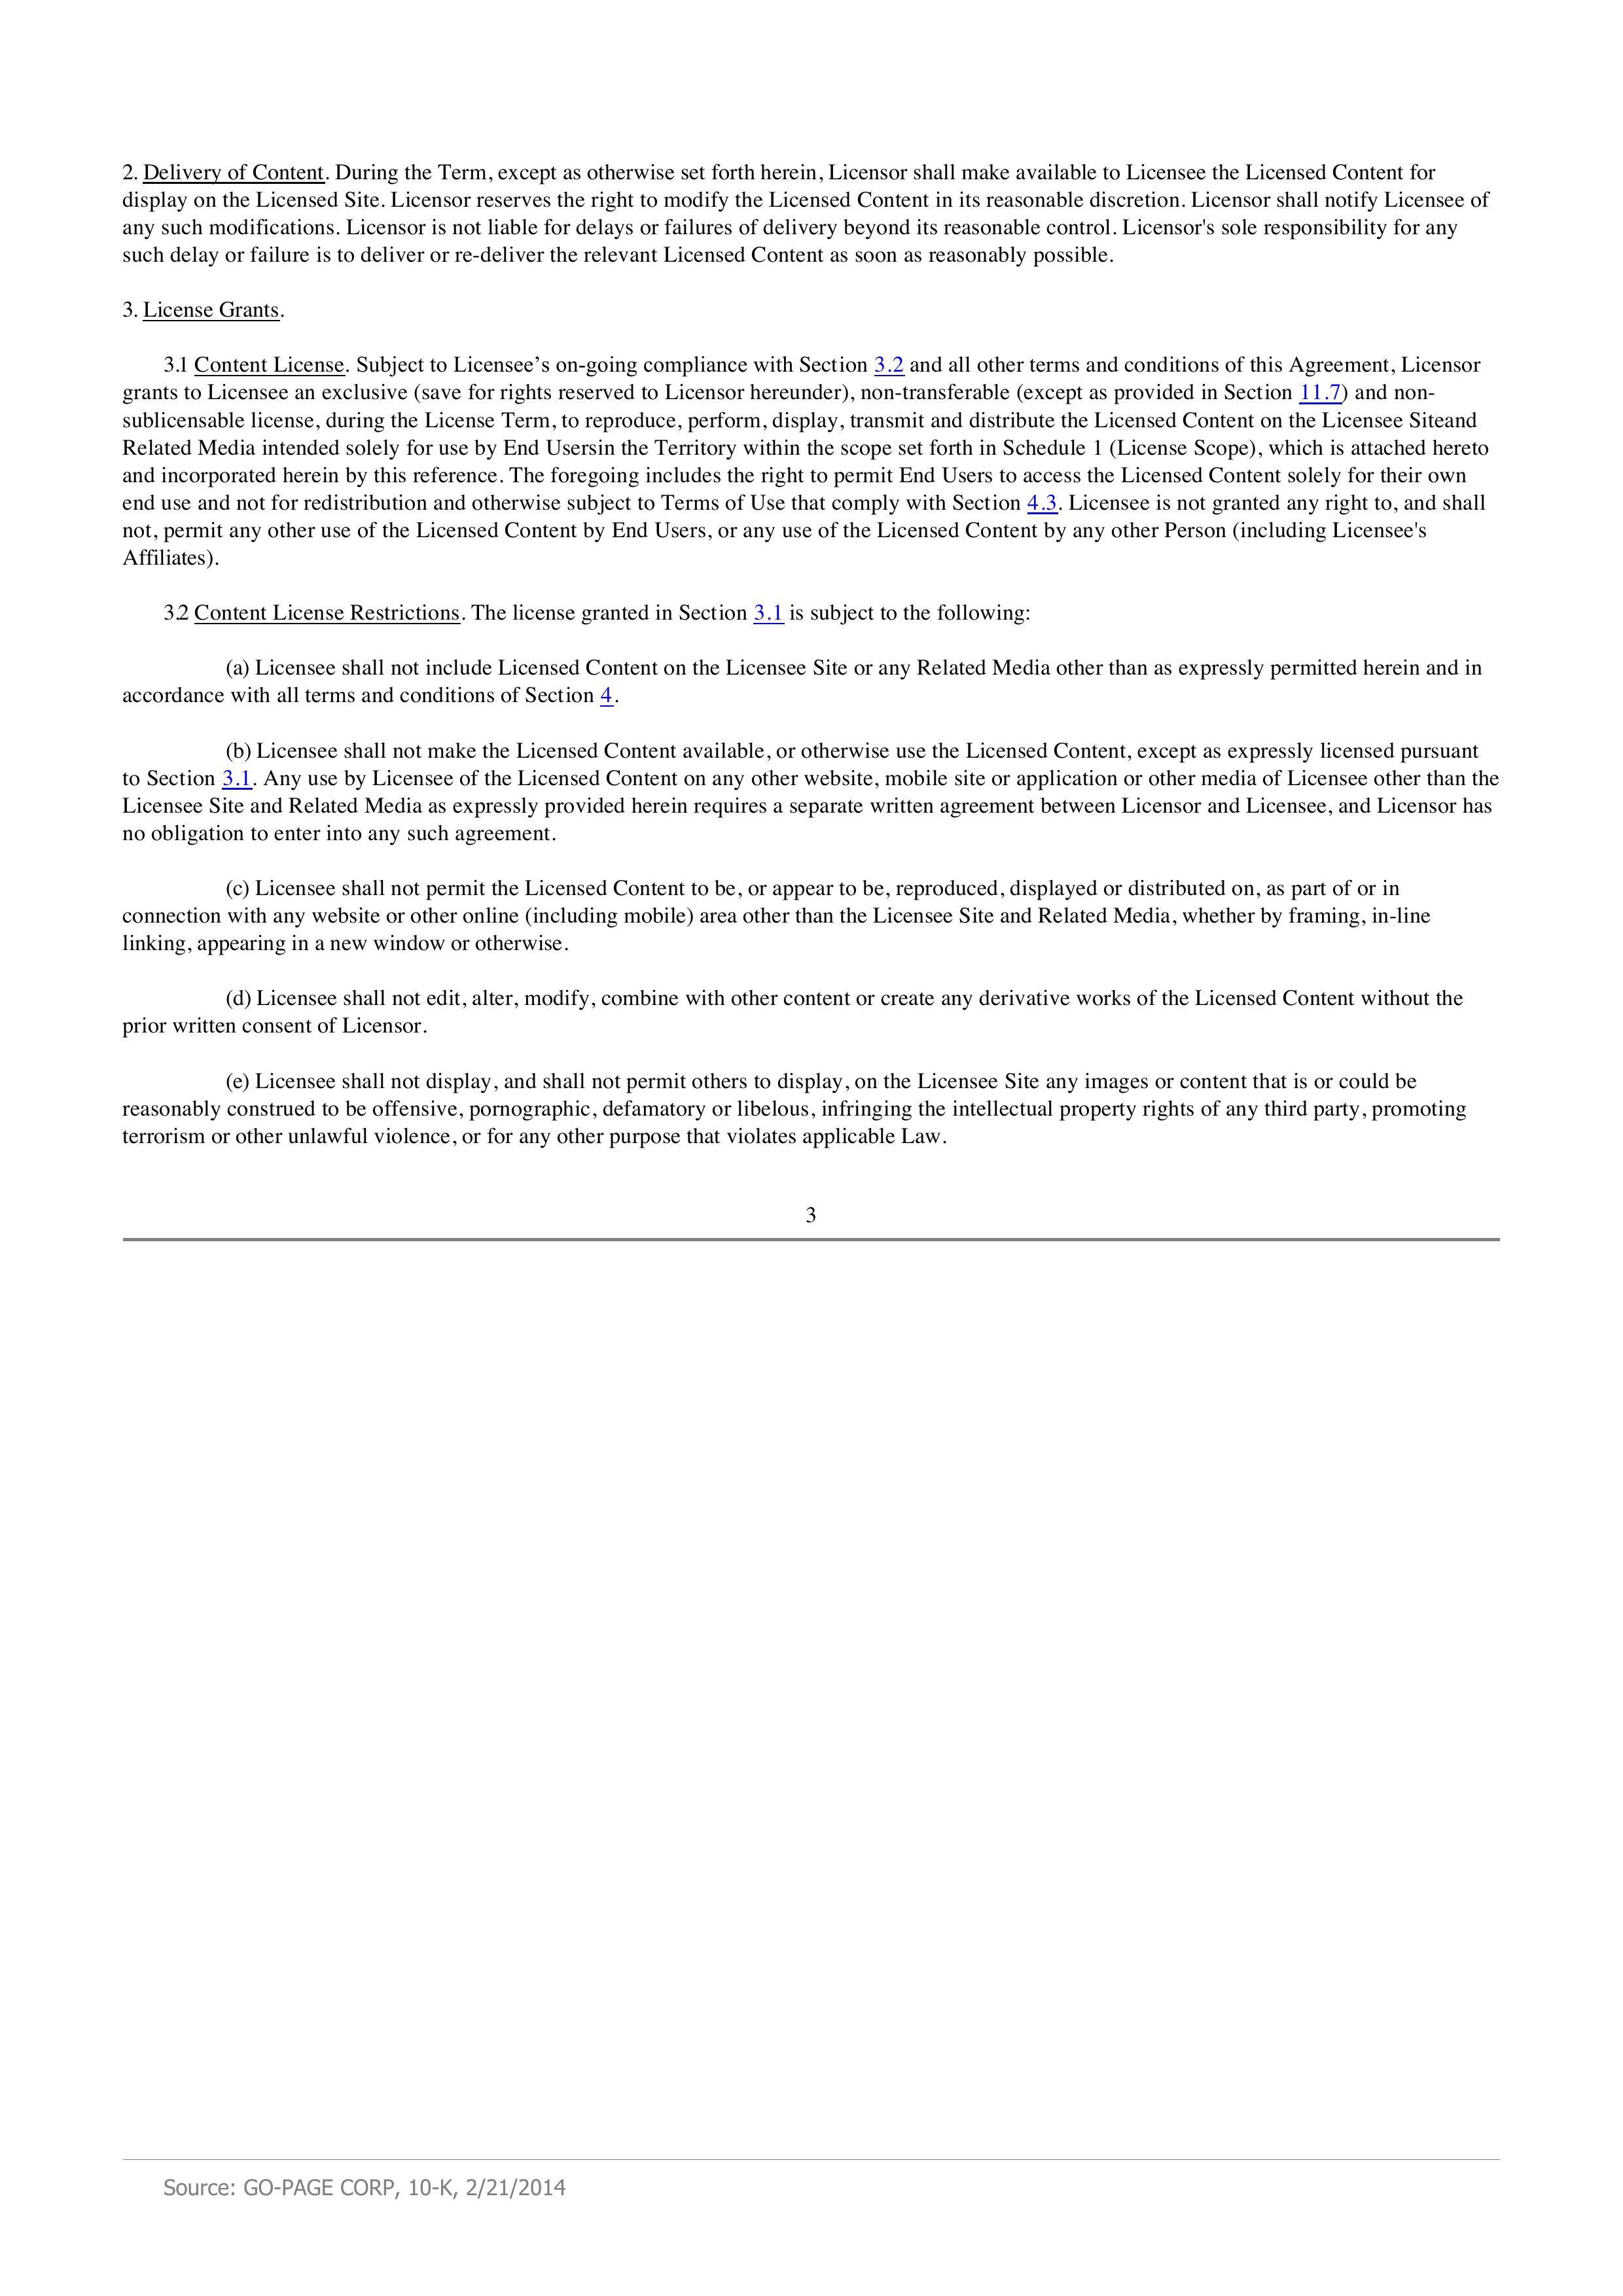 2. Delivery of Content. During the Term, except as otherwise set forth herein, Licensor shall make available to Licensee the Licensed Content for
display on the Licensed Site. Licensor reserves the right to modify the Licensed Content in its reasonable discretion. Licensor shall notify Licensee of
any such modifications. Licensor is not liable for delays or failures of delivery beyond its reasonable control. Licensor's sole responsibility for any
such delay or failure is to deliver or re-deliver the relevant Licensed Content as soon as reasonably possible.
3. License Grants.
3.1 Content License. Subject to Licensee’s on-going compliance with Section 3.2 and all other terms and conditions of this Agreement, Licensor
grants to Licensee an exclusive (save for rights reserved to Licensor hereunder), non-transferable (except as provided in Section 11.7) and non-
sublicensable license, during the License Term, to reproduce, perform, display, transmit and distribute the Licensed Content on the Licensee Siteand
Related Media intended solely for use by End Usersin the Territory within the scope set forth in Schedule 1 (License Scope), which is attached hereto
and incorporated herein by this reference. The foregoing includes the right to permit End Users to access the Licensed Content solely for their own
end use and not for redistribution and otherwise subject to Terms of Use that comply with Section 4.3. Licensee is not granted any right to, and shall
not, permit any other use of the Licensed Content by End Users, or any use of the Licensed Content by any other Person (including Licensee's
Affiliates).
3.2 Content License Restrictions. The license granted in Section 3.1 is subject to the following:
(a) Licensee shall not include Licensed Content on the Licensee Site or any Related Media other than as expressly permitted herein and in
accordance with all terms and conditions of Section 4.
(b) Licensee shall not make the Licensed Content available, or otherwise use the Licensed Content, except as expressly licensed pursuant
to Section 3.1. Any use by Licensee of the Licensed Content on any other website, mobile site or application or other media of Licensee other than the
Licensee Site and Related Media as expressly provided herein requires a separate written agreement between Licensor and Licensee, and Licensor has
no obligation to enter into any such agreement.
(c) Licensee shall not permit the Licensed Content to be, or appear to be, reproduced, displayed or distributed on, as part of or in
connection with any website or other online (including mobile) area other than the Licensee Site and Related Media, whether by framing, in-line
linking, appearing in a new window or otherwise.
(d) Licensee shall not edit, alter, modify, combine with other content or create any derivative works of the Licensed Content without the
prior written consent of Licensor.
(e) Licensee shall not display, and shall not permit others to display, on the Licensee Site any images or content that is or could be
reasonably construed to be offensive, pornographic, defamatory or libelous, infringing the intellectual property rights of any third party, promoting
terrorism or other unlawful violence, or for any other purpose that violates applicable Law.
3
Source: GO-PAGE CORP, 10-K, 2/21/2014